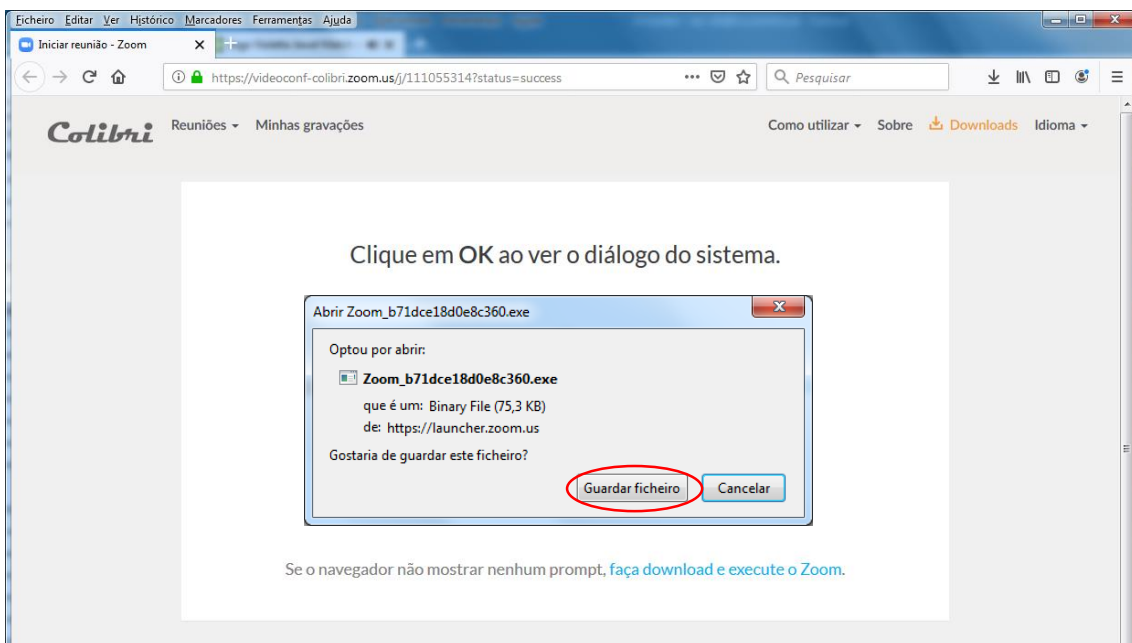 Ficheiro Editar Ver Histórico Marcadores Ferramentas Ajuda
Iniciar reunião - Zoom
https://videoconf-colibri.zoom.us/j/111055314?status=success
Pesquisar
Colibri Reuniões Minhas gravações Como utilizar Sobre Downloads Idioma
Clique em OK ao ver o diálogo do sistema.
Abrir Zoom_b71dce18d0e8c360.exe
Optou por abrir:
Zoom_b71dce18d0e8c360.exe
que é um: Binary File (75,3 KB)
de: https://launcher.zoom.us
Gostaria de guardar este ficheiro?
Guardar ficheiro Cancelar
Se o navegador não mostrar nenhum prompt, faça download e execute o Zoom.